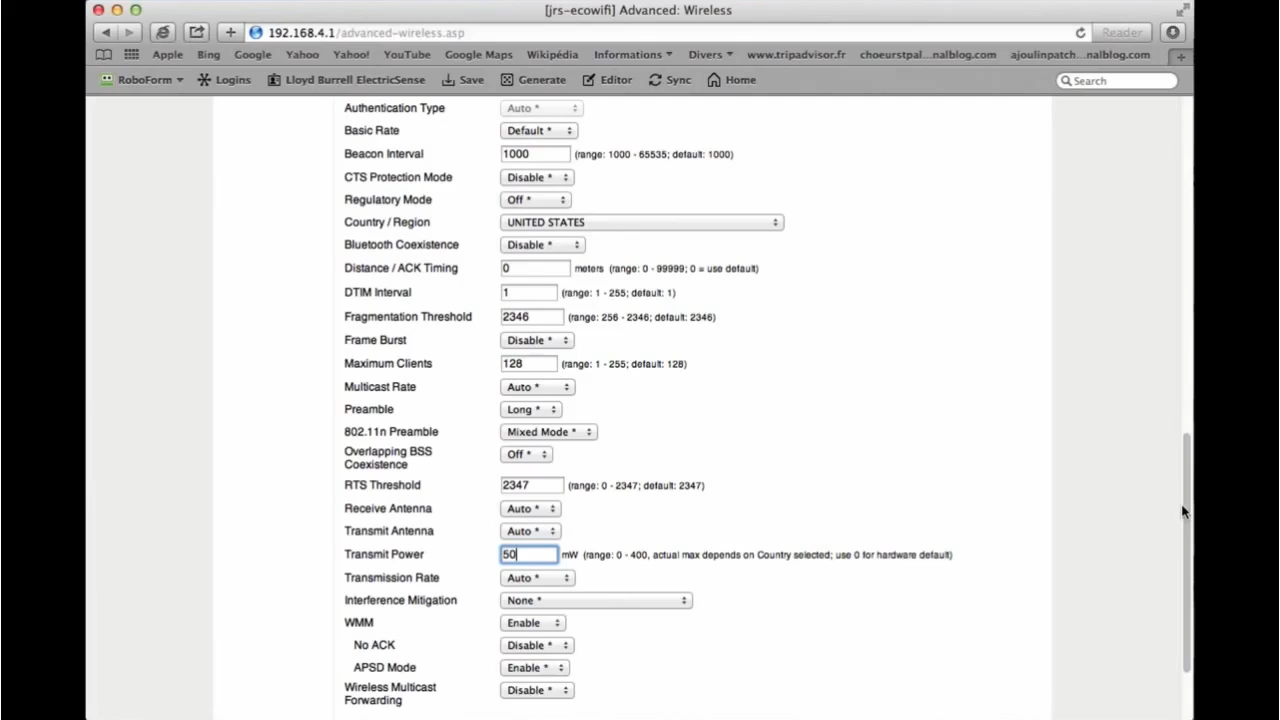 [jrs-ecowifi] Advanced: Wireless
192.168.4.1/advanced-wireless.asp Reader
Apple Bing Google Yahoo Yahoo! YouTube Google Maps Wikipédia Informations Divers www.tripadvisor.fr choeurstpal...nalblog.com ajoulinpatch...nalblog.com
RoboForm Logins Lloyd Burrell ElectricSense Save Generate Editor Sync Home Search
Authentication Type Auto *
Basic Rate Default *
Beacon Interval 1000 (range: 1000 - 65535; default: 1000)
CTS Protection Mode Disable *
Regulatory Mode Off *
Country / Region UNITED STATES
Bluetooth Coexistence Disable *
Distance / ACK Timing 0 meters (range: 0 - 99999; 0 = use default)
DTIM Interval 1 (range: 1 - 255; default: 1)
Fragmentation Threshold 2346 (range: 256 - 2346; default: 2346)
Frame Burst Disable *
Maximum Clients 128 (range: 1 - 255; default: 128)
Multicast Rate Auto *
Preamble Long *
802.11n Preamble Mixed Mode *
Overlapping BSS
Coexistence Off *
RTS Threshold 2347 (range: 0 - 2347; default: 2347)
Receive Antenna Auto *
Transmit Antenna Auto *
Transmit Power 50 mW (range: 0 - 400, actual max depends on Country selected; use 0 for hardware default)
Transmission Rate Auto *
Interference Mitigation None *
WMM Enable
No ACK Disable *
APSD Mode Enable *
Wireless Multicast
Forwarding Disable *